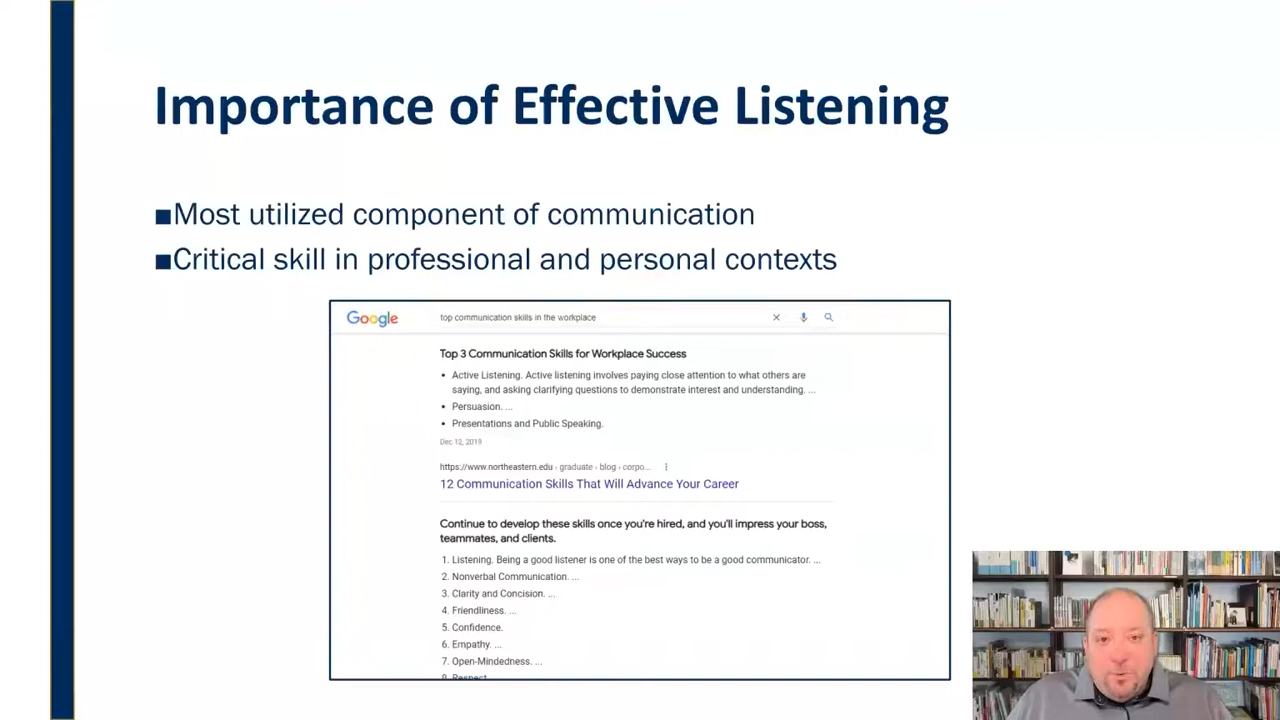 Importance of Effective Listening
■Most utilized component of communication
■Critical skill in professional and personal contexts
Google
top communication skills in the workplace
Top 3 Communication Skills for Workplace Success
• Active Listening. Active listening involves paying close attention to what others are
saying, and asking clarifying questions to demonstrate interest and understanding. ...
• Persuasion. ...
• Presentations and Public Speaking.
Dec 12, 2019
https://www.northeastern.edu › graduate › blog › corpo...
12 Communication Skills That Will Advance Your Career
Continue to develop these skills once you're hired, and you'll impress your boss,
teammates, and clients.
1. Listening. Being a good listener is one of the best ways to be a good communicator. ...
2. Nonverbal Communication. ...
3. Clarity and Concision. ...
4. Friendliness. ...
5. Confidence.
6. Empathy. ...
7. Open-Mindedness. ...
8. Respect